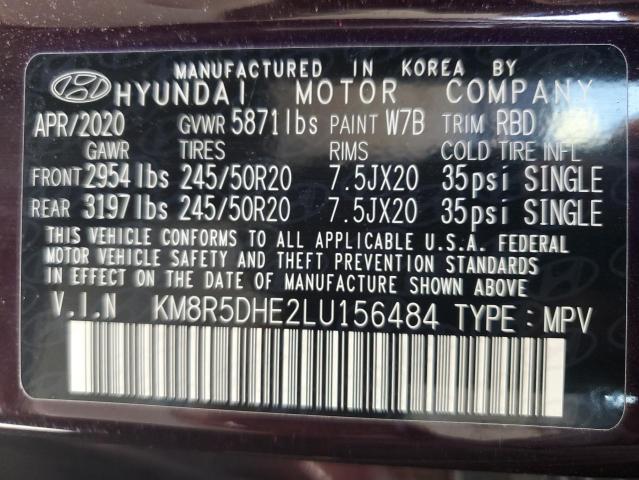 MANUFACTURED IN KOREA BY
HYUNDAI MOTOR COMPANY
APR/2020 GVWR 5871lbs PAINT W7B TRIM RBD
GAWR TIRES RIMS COLD TIRE INFL
FRONT 2954lbs 245/50R20 7.5JX20 35psi SINGLE
REAR 3197lbs 245/50R20 7.5JX20 35psi SINGLE
THIS VEHICLE CONFORMS TO ALL APPLICABLE U.S.A. FEDERAL
MOTOR VEHICLE SAFETY AND THEFT PREVENTION STANDARDS
IN EFFECT ON THE DATE OF MANUFACTURE SHOWN ABOVE.
V.I.N KM8R5DHE2LU156484 TYPE:MPV